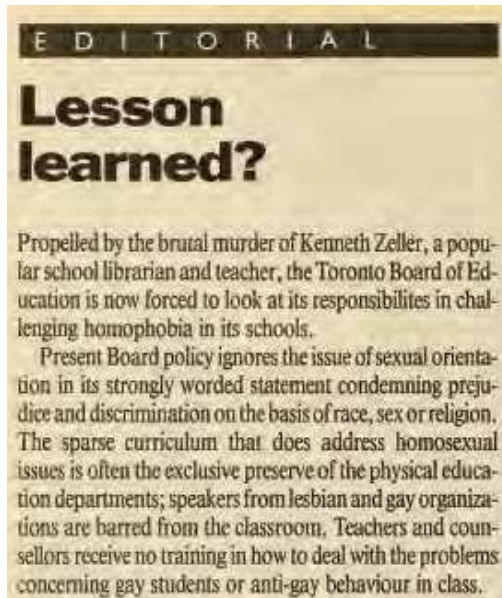 EDITORIAL
Lesson
learned?
Propelled by the brutal murder of Kenneth Zeller, a popu-
lar school librarian and teacher, the Toronto Board of Ed-
ucation is now forced to look at its responsibilites in chal-
lenging homophobia in its schools.
Present Board policy ignores the issue of sexual orienta-
tion in its strongly worded statement condemning preju-
dice and discrimination on the basis of race, sex or religion.
The sparse curriculum that does address homosexual
issues is often the exclusive preserve of the physical educa-
tion departments; speakers from lesbian and gay organiza-
tions are barred from the classroom. Teachers and coun-
sellors receive no training in how to deal with the problems
concerning gay students or anti-gay behaviour in class.